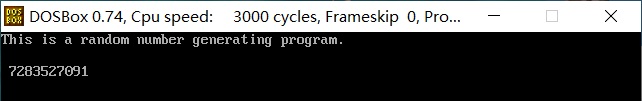 DOSBox 0.74, Cpu speed: 3000 cycles, Frameskip 0, Pro...
This is a random number generating program.
7283527091